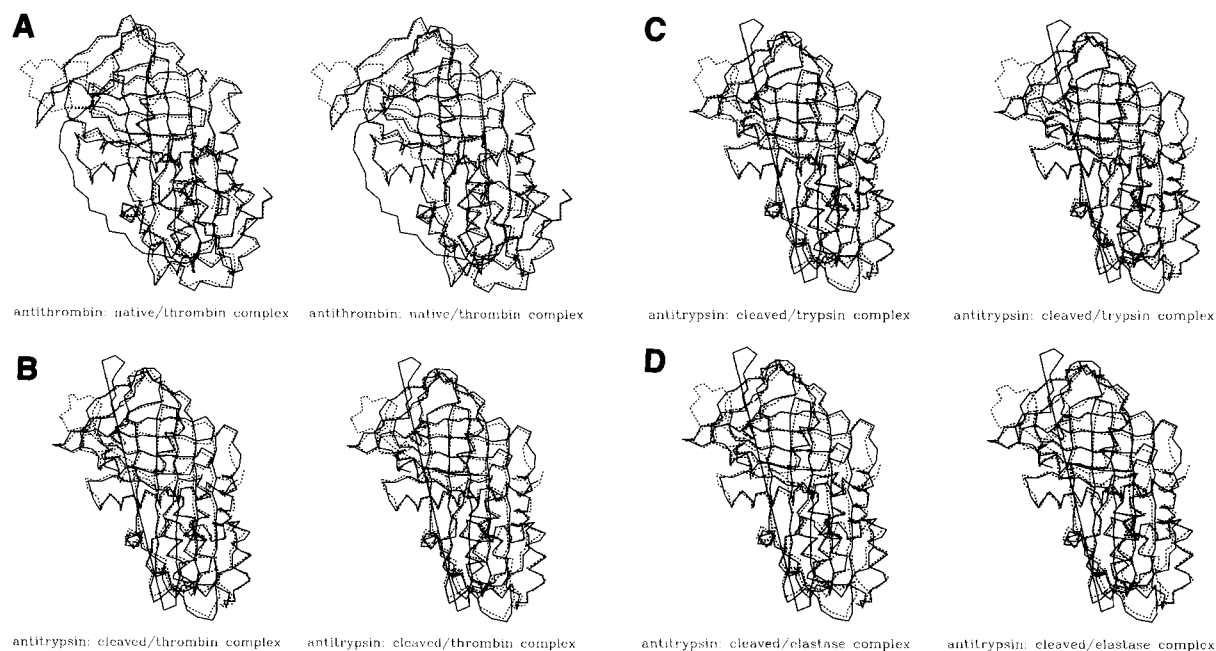 A
antithrombin: native/thrombin complex
antithrombin: native/thrombin complex
B
antitrypsin: cleaved/thrombin complex
antitrypsin: cleaved/thrombin complex
C
antitrypsin: cleaved/trypsin complex
antitrypsin: cleaved/trypsin complex
D
antitrypsin: cleaved/elastase complex
antitrypsin: cleaved/elastase complex